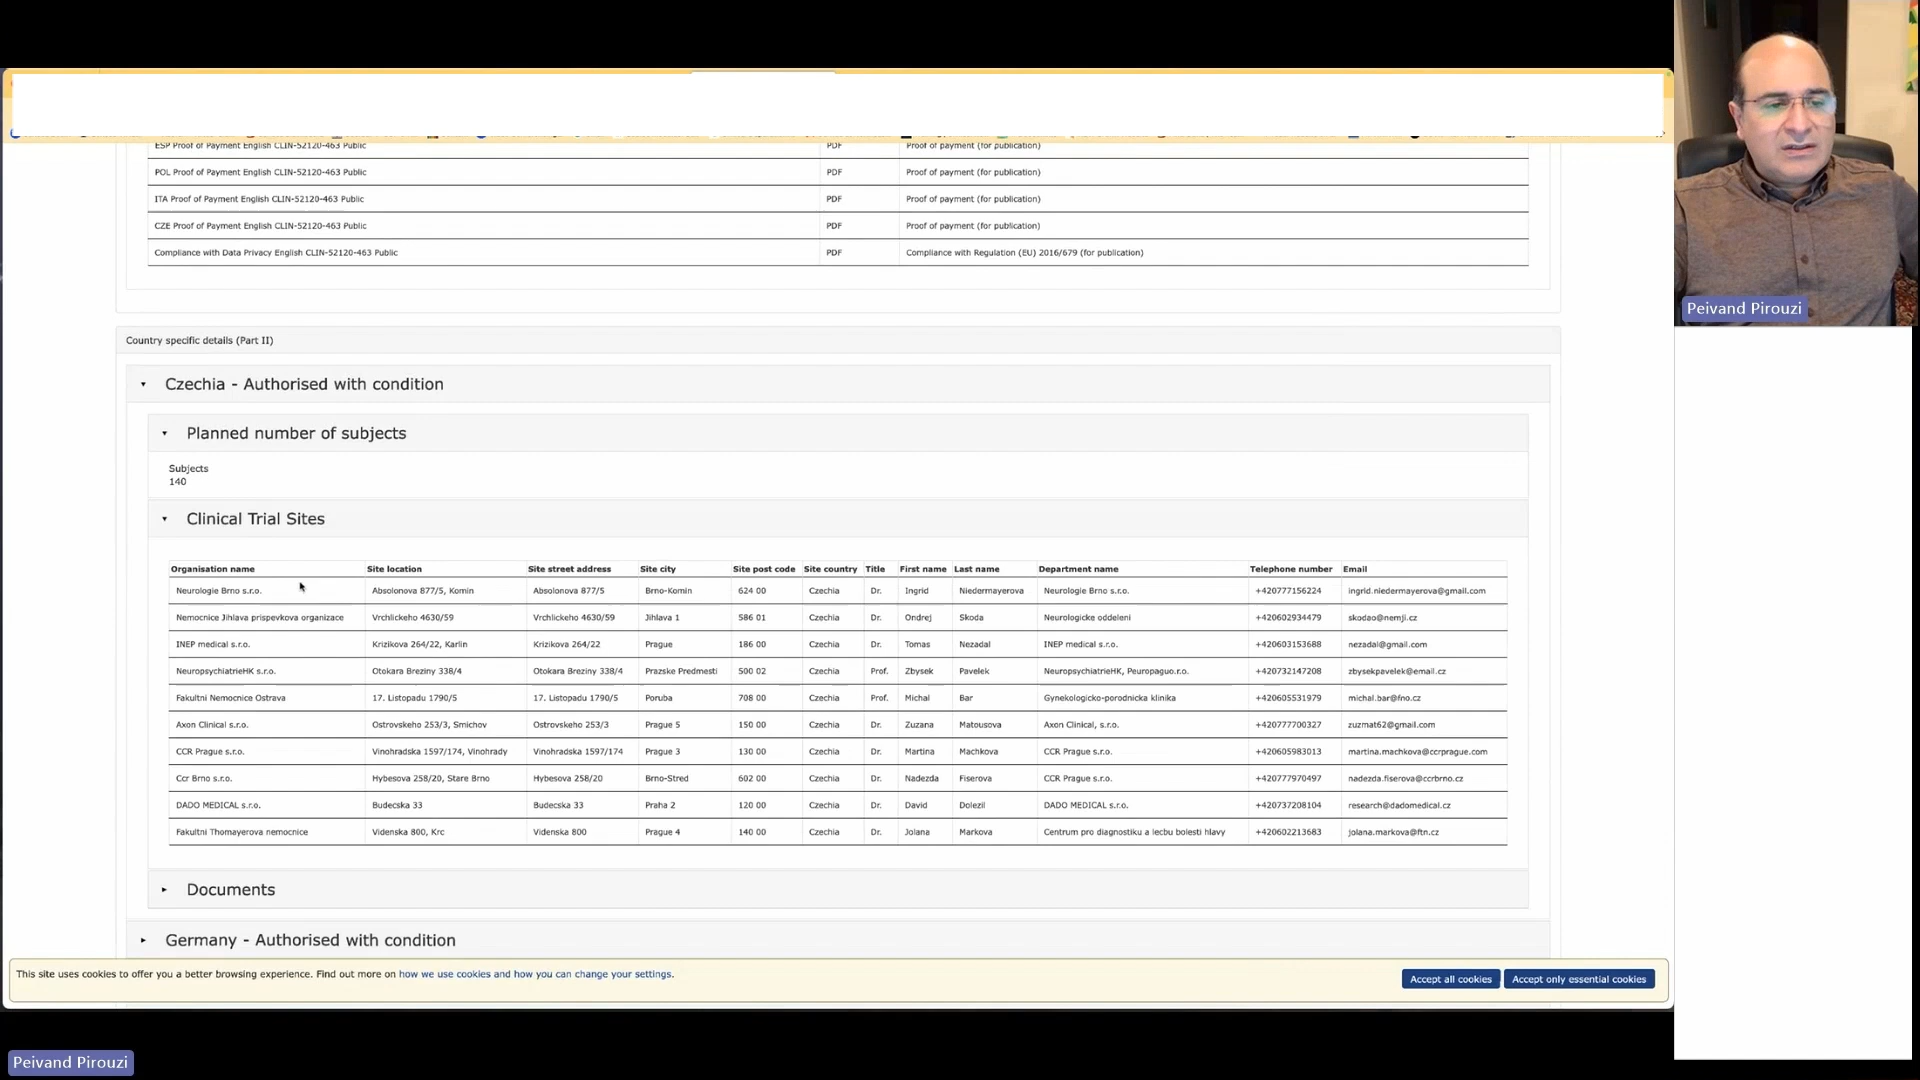 ESP Proof of Payment English CLIN-52120-463 Public PDF Proof of payment (for publication)
POL Proof of Payment English CLIN-52120-463 Public PDF Proof of payment (for publication)
ITA Proof of Payment English CLIN-52120-463 Public PDF Proof of payment (for publication)
CZE Proof of Payment English CLIN-52120-463 Public PDF Proof of payment (for publication)
Compliance with Data Privacy English CLIN-52120-463 Public PDF Compliance with Regulation (EU) 2016/679 (for publication)
Peivand Pirouzi
Country specific details (Part II)
Czechia - Authorised with condition
Planned number of subjects
Subjects
140
Clinical Trial Sites
Organisation name Site location Site street address Site city Site post code Site country Title First name Last name Department name Telephone number Email
Neurologie Brno s.r.o. Absolonova 877/5, Komin Absolonova 877/5 Brno-Komin 624 00 Czechia Dr. Ingrid Niedermayerova Neurologie Brno s.r.o. +420777156224 ingrid.niedermayerova@gmail.com
Nemocnice Jihlava prispevkova organizace Vrchlickeho 4630/59 Vrchlickeho 4630/59 Jihlava 1 586 01 Czechia Dr. Ondrej Skoda Neurologicke oddeleni +420602934479 skodao@nemji.cz
INEP medical s.r.o. Krizikova 264/22, Karlin Krizikova 264/22 Prague 186 00 Czechia Dr. Tomas Nezadal INEP medical s.r.o. +420603153688 nezadal@gmail.com
NeuropsychiatrieHK s.r.o. Otokara Breziny 338/4 Otokara Breziny 338/4 Prazske Predmesti 500 02 Czechia Prof. Zbysek Pavelek NeuropsychiatrieHK, Peuropaguo.r.o. +420732147208 zbysekpavelek@email.cz
Fakultni Nemocnice Ostrava 17. Listopadu 1790/5 17. Listopadu 1790/5 Poruba 708 00 Czechia Prof. Michal Bar Gynekologicko-porodnicka klinika +420605531979 michal.bar@fno.cz
Axon Clinical s.r.o. Ostrovskeho 253/3, Smichov Ostrovskeho 253/3 Prague 5 150 00 Czechia Dr. Zuzana Matousova Axon Clinical, s.r.o. +420777700327 zuzmat62@gmail.com
CCR Prague s.r.o. Vinohradska 1597/174, Vinohrady Vinohradska 1597/174 Prague 3 130 00 Czechia Dr. Martina Machkova CCR Prague s.r.o. +420605983013 martina.machkova@ccrprague.com
Ccr Brno s.r.o. Hybesova 258/20, Stare Brno Hybesova 258/20 Brno-Stred 602 00 Czechia Dr. Nadezda Fiserova CCR Prague s.r.o. +420777970497 nadezda.fiserova@ccrbrno.cz
DADO MEDICAL s.r.o. Budecska 33 Budecska 33 Praha 2 120 00 Czechia Dr. David Dolezil DADO MEDICAL s.r.o. +420737208104 research@dadomedical.cz
Fakultni Thomayerova nemocnice Videnska 800, Krc Videnska 800 Prague 4 140 00 Czechia Dr. Jolana Markova Centrum pro diagnostiku a lecbu bolesti hlavy +420602213683 jolana.markova@ftn.cz
Documents
Germany - Authorised with condition
This site uses cookies to offer you a better browsing experience. Find out more on how we use cookies and how you can change your settings.
Accept all cookies Accept only essential cookies
Peivand Pirouzi